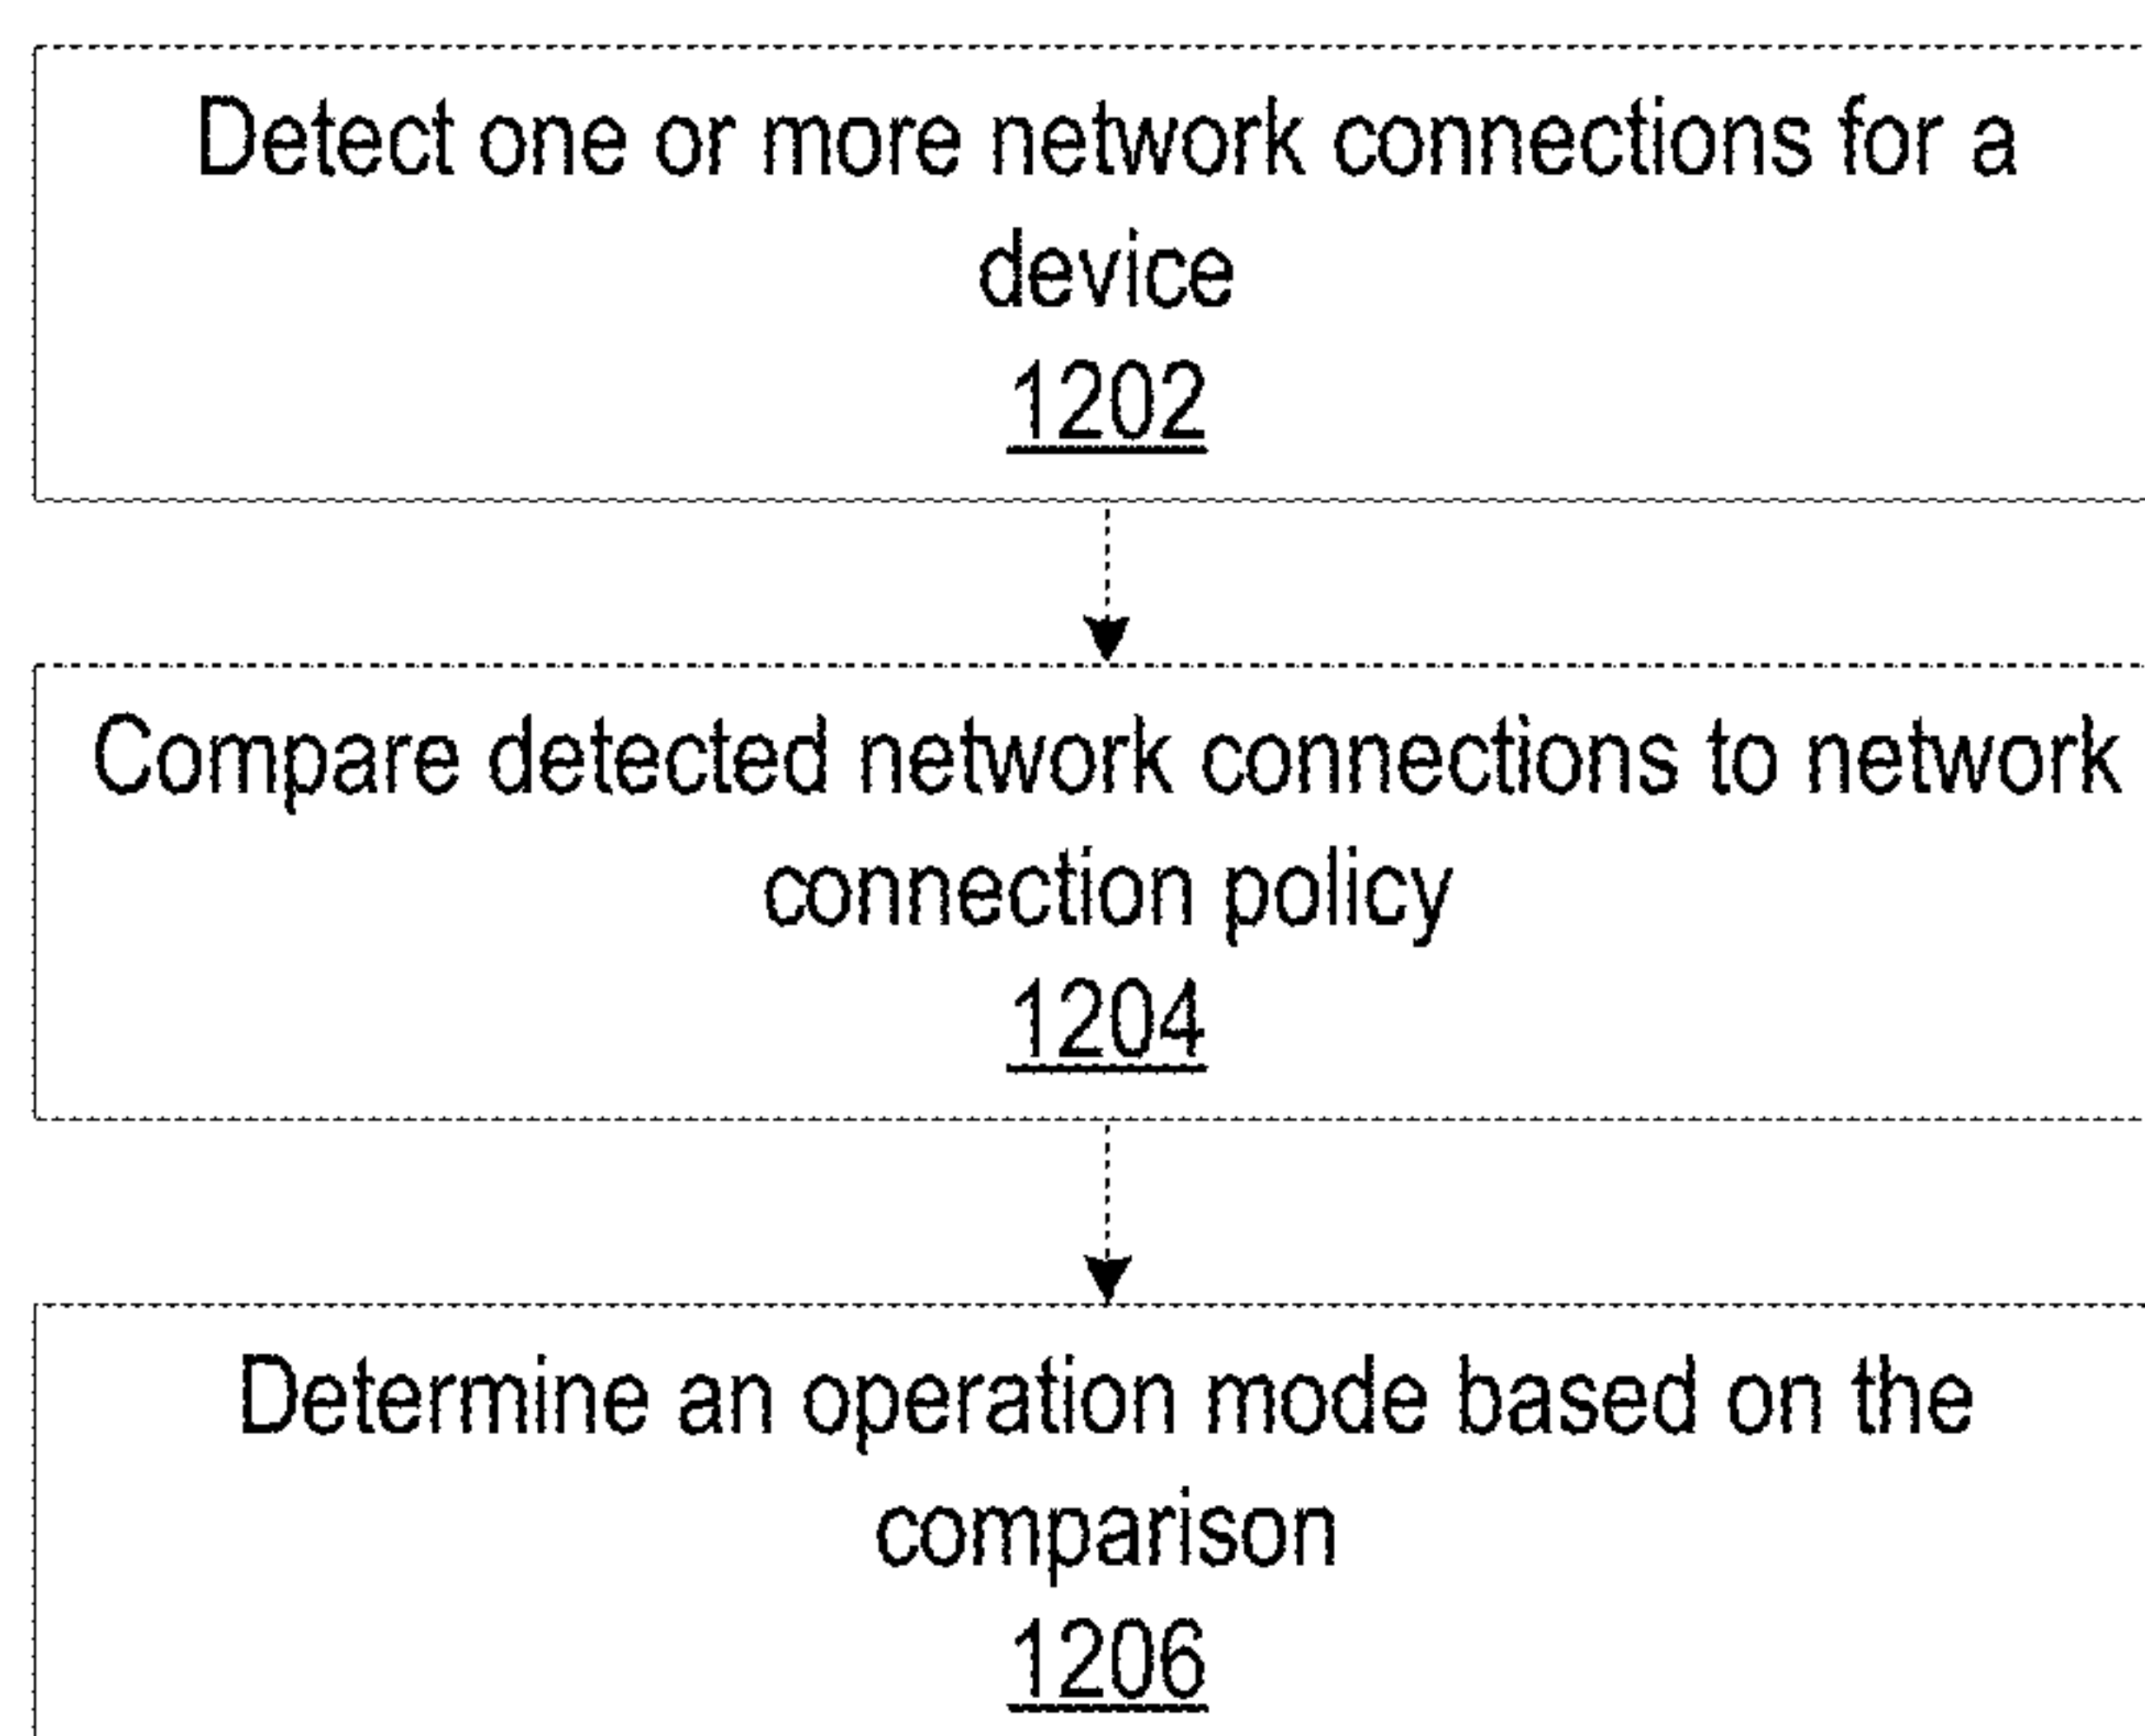 Detect one or more network connections for a
device
1202
Compare detected network connections to network
connection policy
1204
Determine an operation mode based on the
comparison
1206